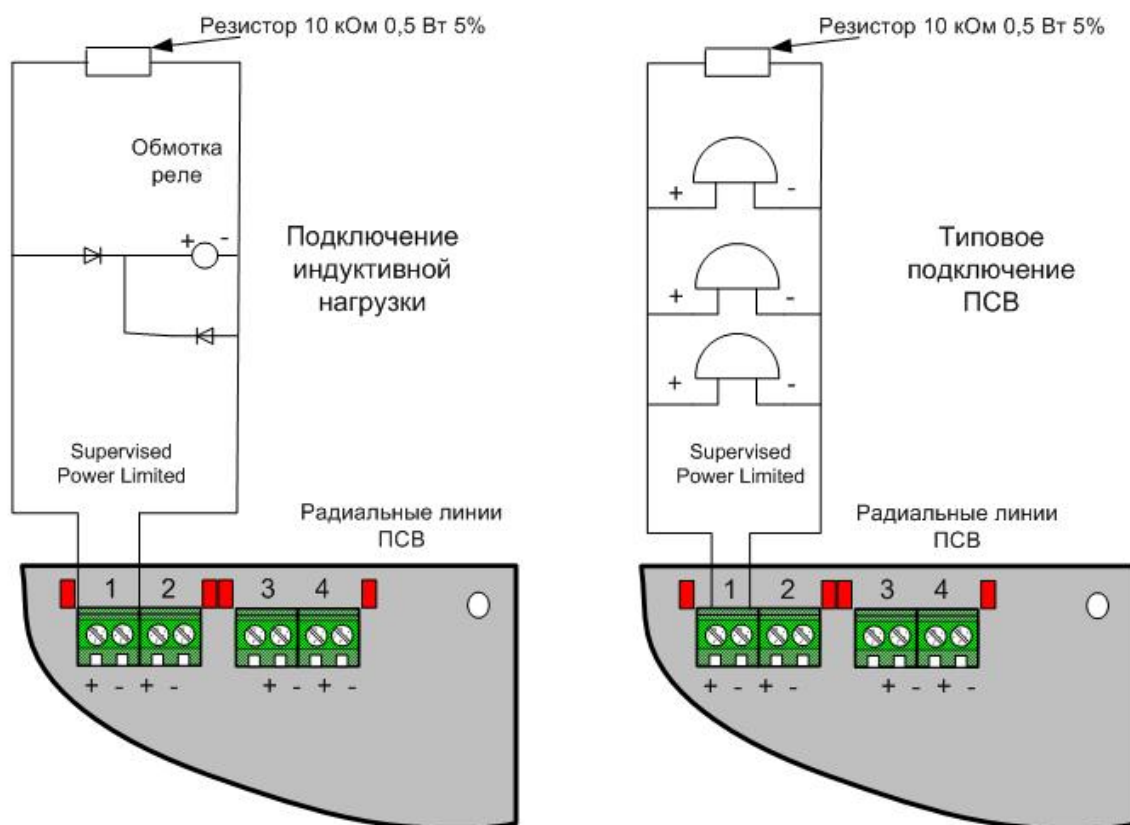 Резистор 10 кОм 0,5 Вт 5%
Обмотка
реле
+ -
Подключение
индуктивной
нагрузки
Supervised
Power Limited
Радиальные линии
ПСВ
1 2 3 4
+ - + - + - + -
Резистор 10 кОм 0,5 Вт 5%
+ -
+ -
+ -
Типовое
подключение
ПСВ
Supervised
Power Limited
Радиальные линии
ПСВ
1 2 3 4
+ - + - + - + -